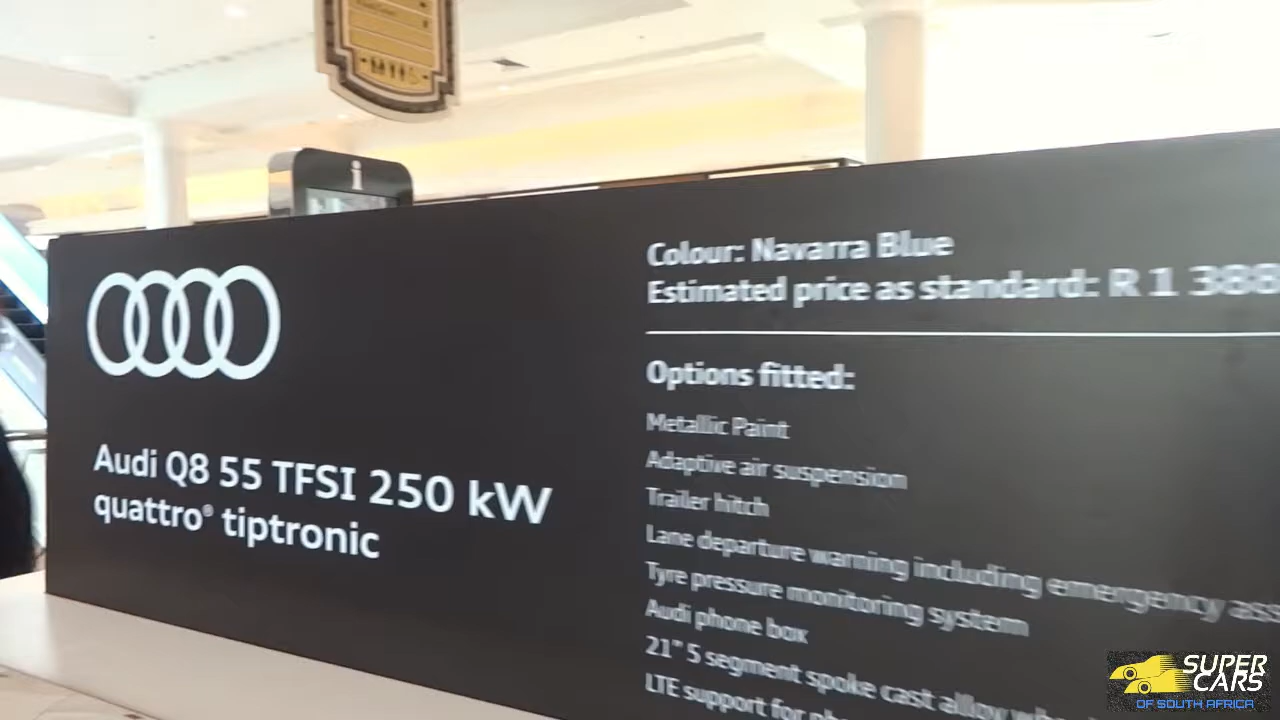 i
Audi Q8 55 TFSI 250 kW
quattro® tiptronic
Colour: Navarra Blue
Estimated price as standard: R 1 388
Options fitted:
Metallic Paint
Adaptive air suspension
Trailer hitch
Lane departure warning including emergency
Tyre pressure monitoring system
Audi phone box
21" 5 segment spoke cast alloy
LTE support for
SUPER
CARS
OF SOUTH AFRICA